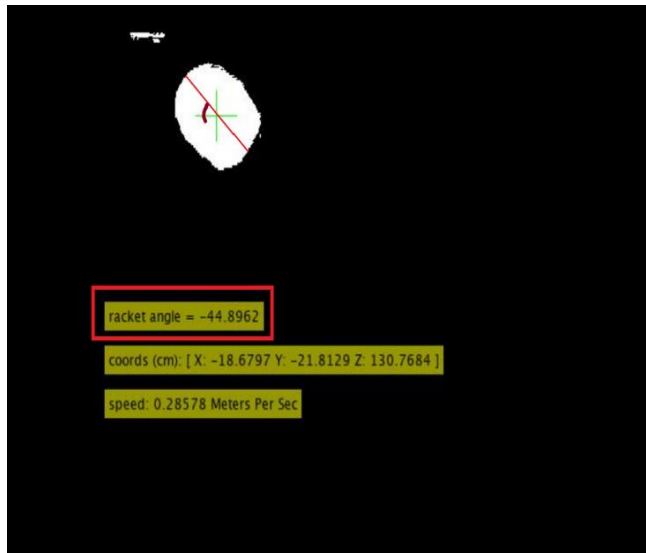 racket angle = -44.8962
coords (cm): [ X: -18.6797 Y: -21.8129 Z: 130.7684 ]
speed: 0.28578 Meters Per Sec